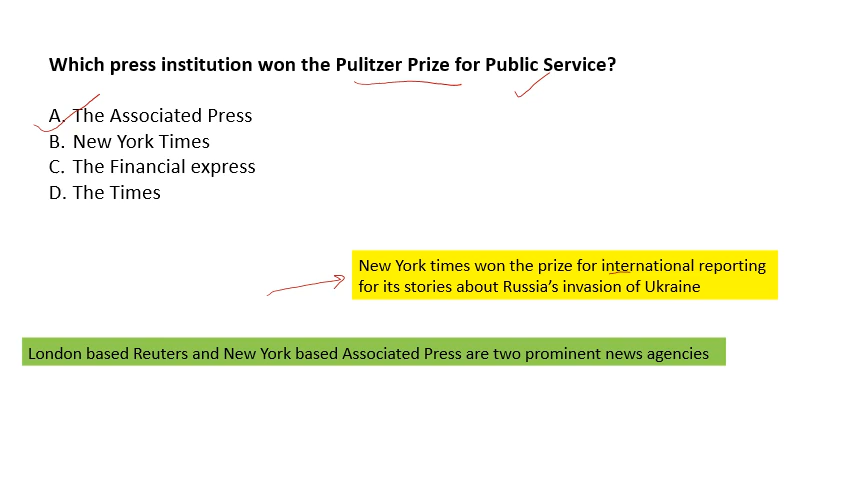 Which press institution won the Pulitzer Prize for Public Service?
A. The Associated Press
B. New York Times
C. The Financial express
D. The Times
New York times won the prize for international reporting
for its stories about Russia’s invasion of Ukraine
London based Reuters and New York based Associated Press are two prominent news agencies